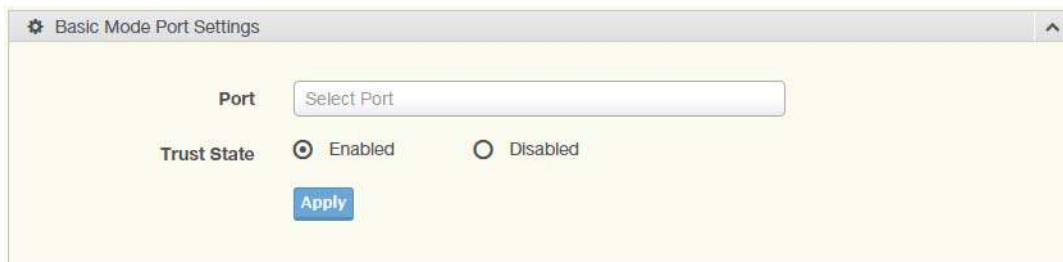 Basic Mode Port Settings
Port Select Port
Trust State Enabled Disabled
Apply